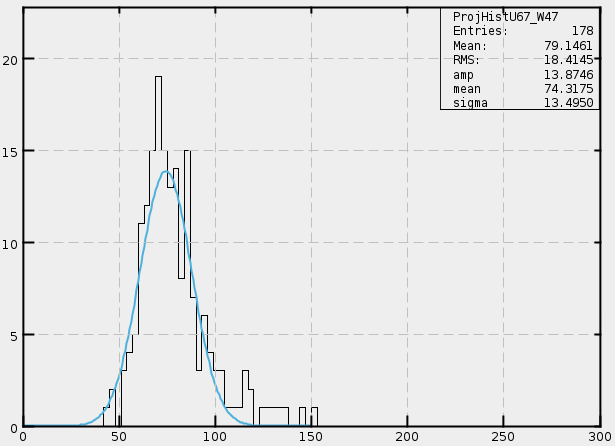 ProjHistU67_W47
Entries: 178
Mean: 79.1461
RMS: 18.4145
amp 13.8746
mean 74.3175
sigma 13.4950
20
15
10
5
0
0 50 100 150 200 250 300